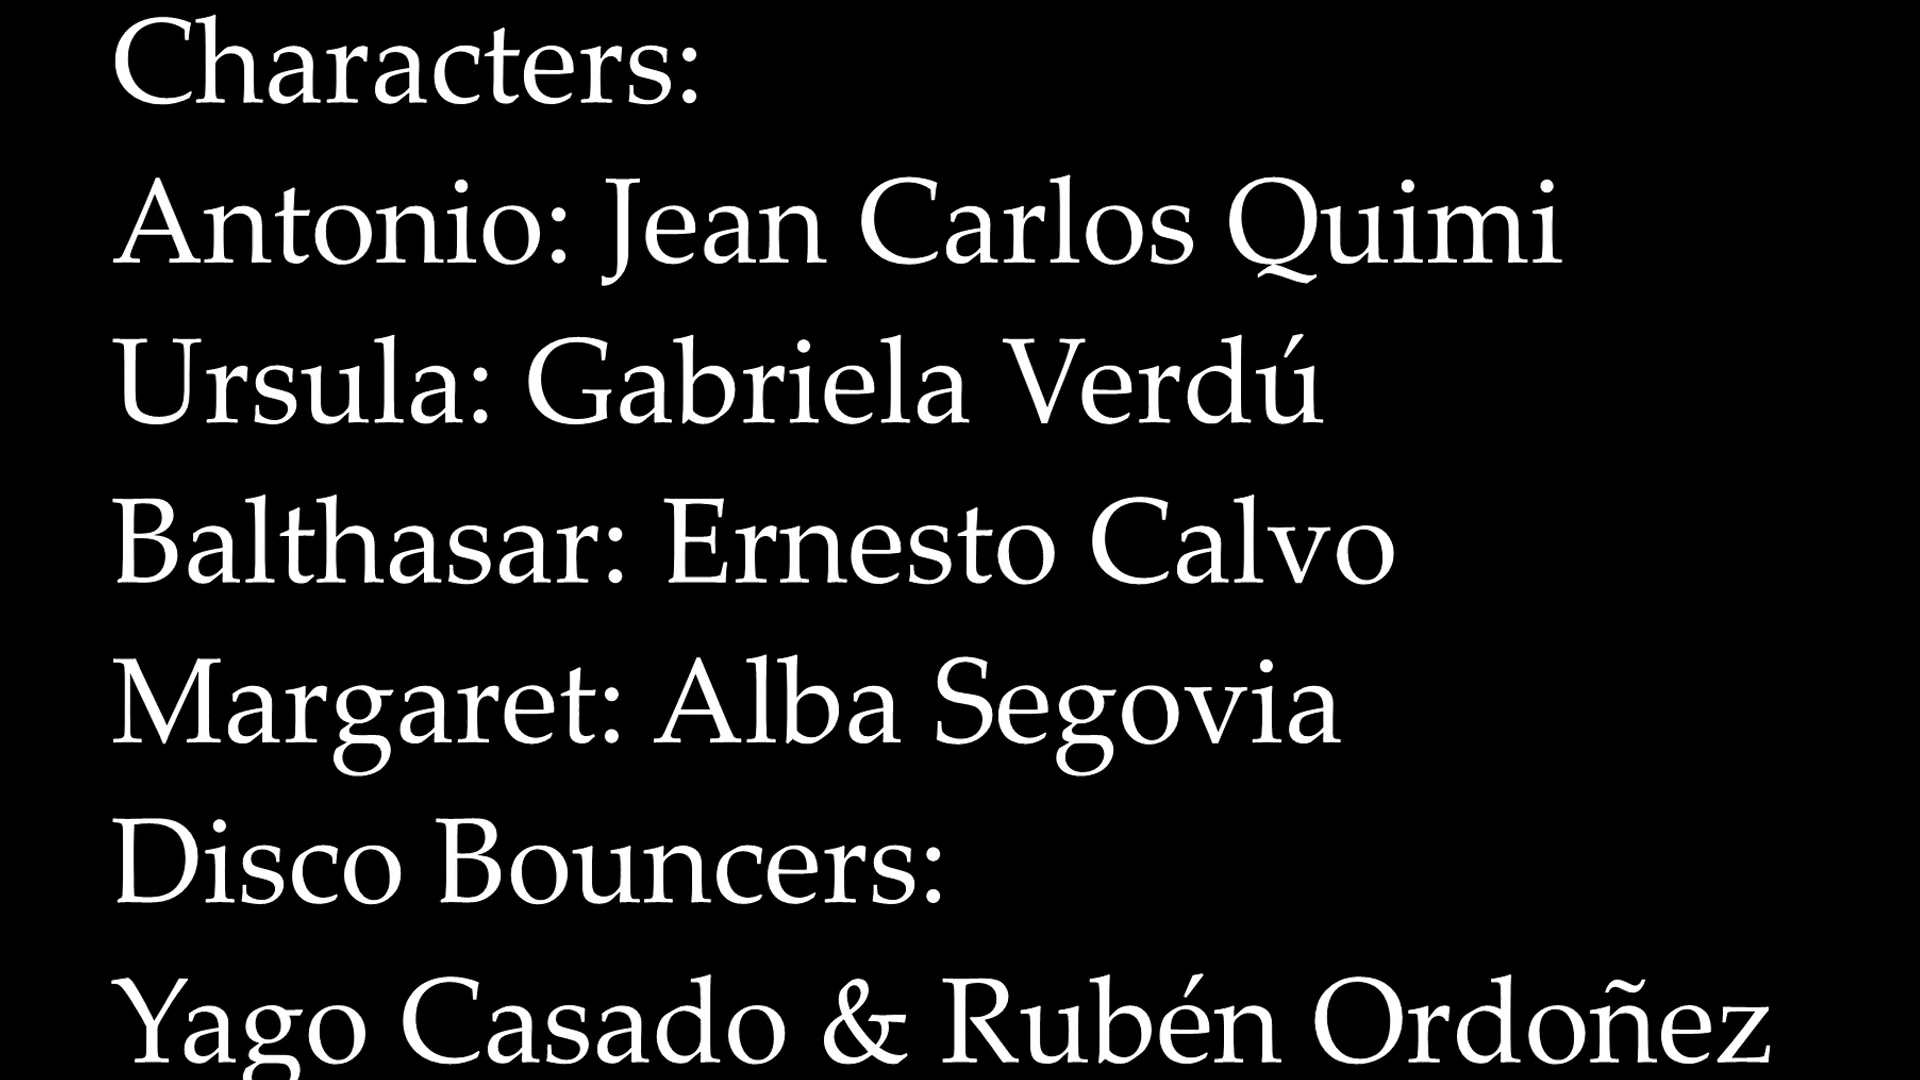 Characters:
Antonio: Jean Carlos Quimi
Ursula: Gabriela Verdú
Balthasar: Ernesto Calvo
Margaret: Alba Segovia
Disco Bouncers:
Yago Casado & Rubén Ordoñez